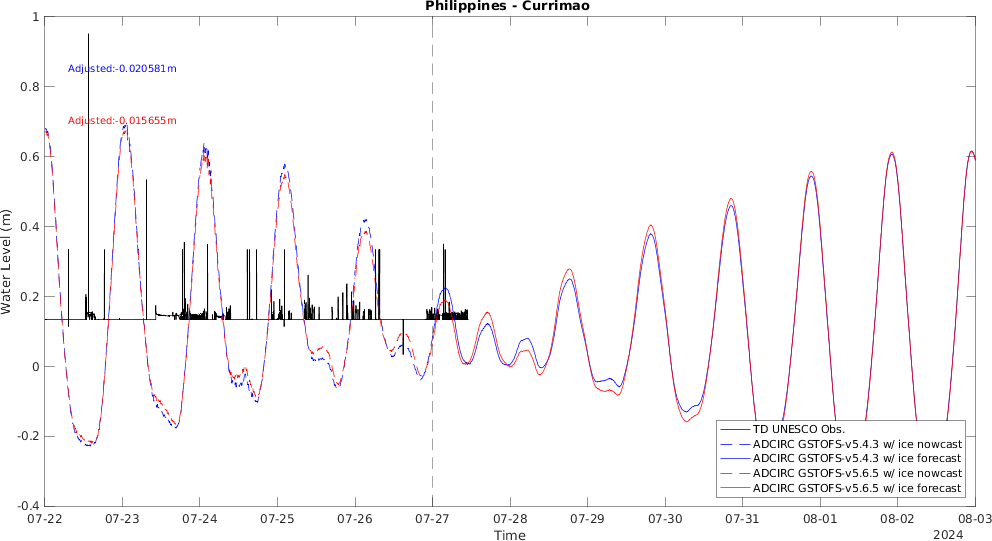 Philippines - Currimao
Water Level (m)
1
0.8
0.6
0.4
0.2
0
-0.2
-0.4
Adjusted:-0.020581m
Adjusted:-0.015655m
TD UNESCO Obs.
ADCIRC GSTOFS-v5.4.3 w/ ice nowcast
ADCIRC GSTOFS-v5.4.3 w/ ice forecast
ADCIRC GSTOFS-v5.6.5 w/ ice nowcast
ADCIRC GSTOFS-v5.6.5 w/ ice forecast
07-22 07-23 07-24 07-25 07-26 07-27 07-28 07-29 07-30 07-31 08-01 08-02 08-03
Time
2024